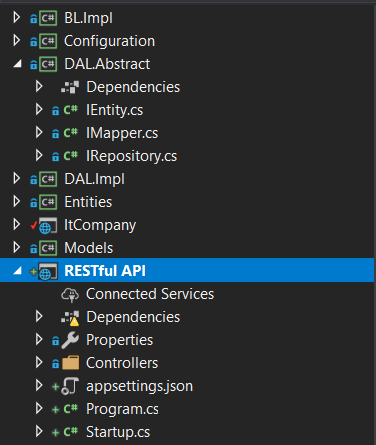 BL.Impl
Configuration
DAL.Abstract
Dependencies
C# IEntity.cs
C# IMapper.cs
C# IRepository.cs
DAL.Impl
Entities
ItCompany
Models
RESTful API
Connected Services
Dependencies
Properties
Controllers
appsettings.json
C# Program.cs
C# Startup.cs